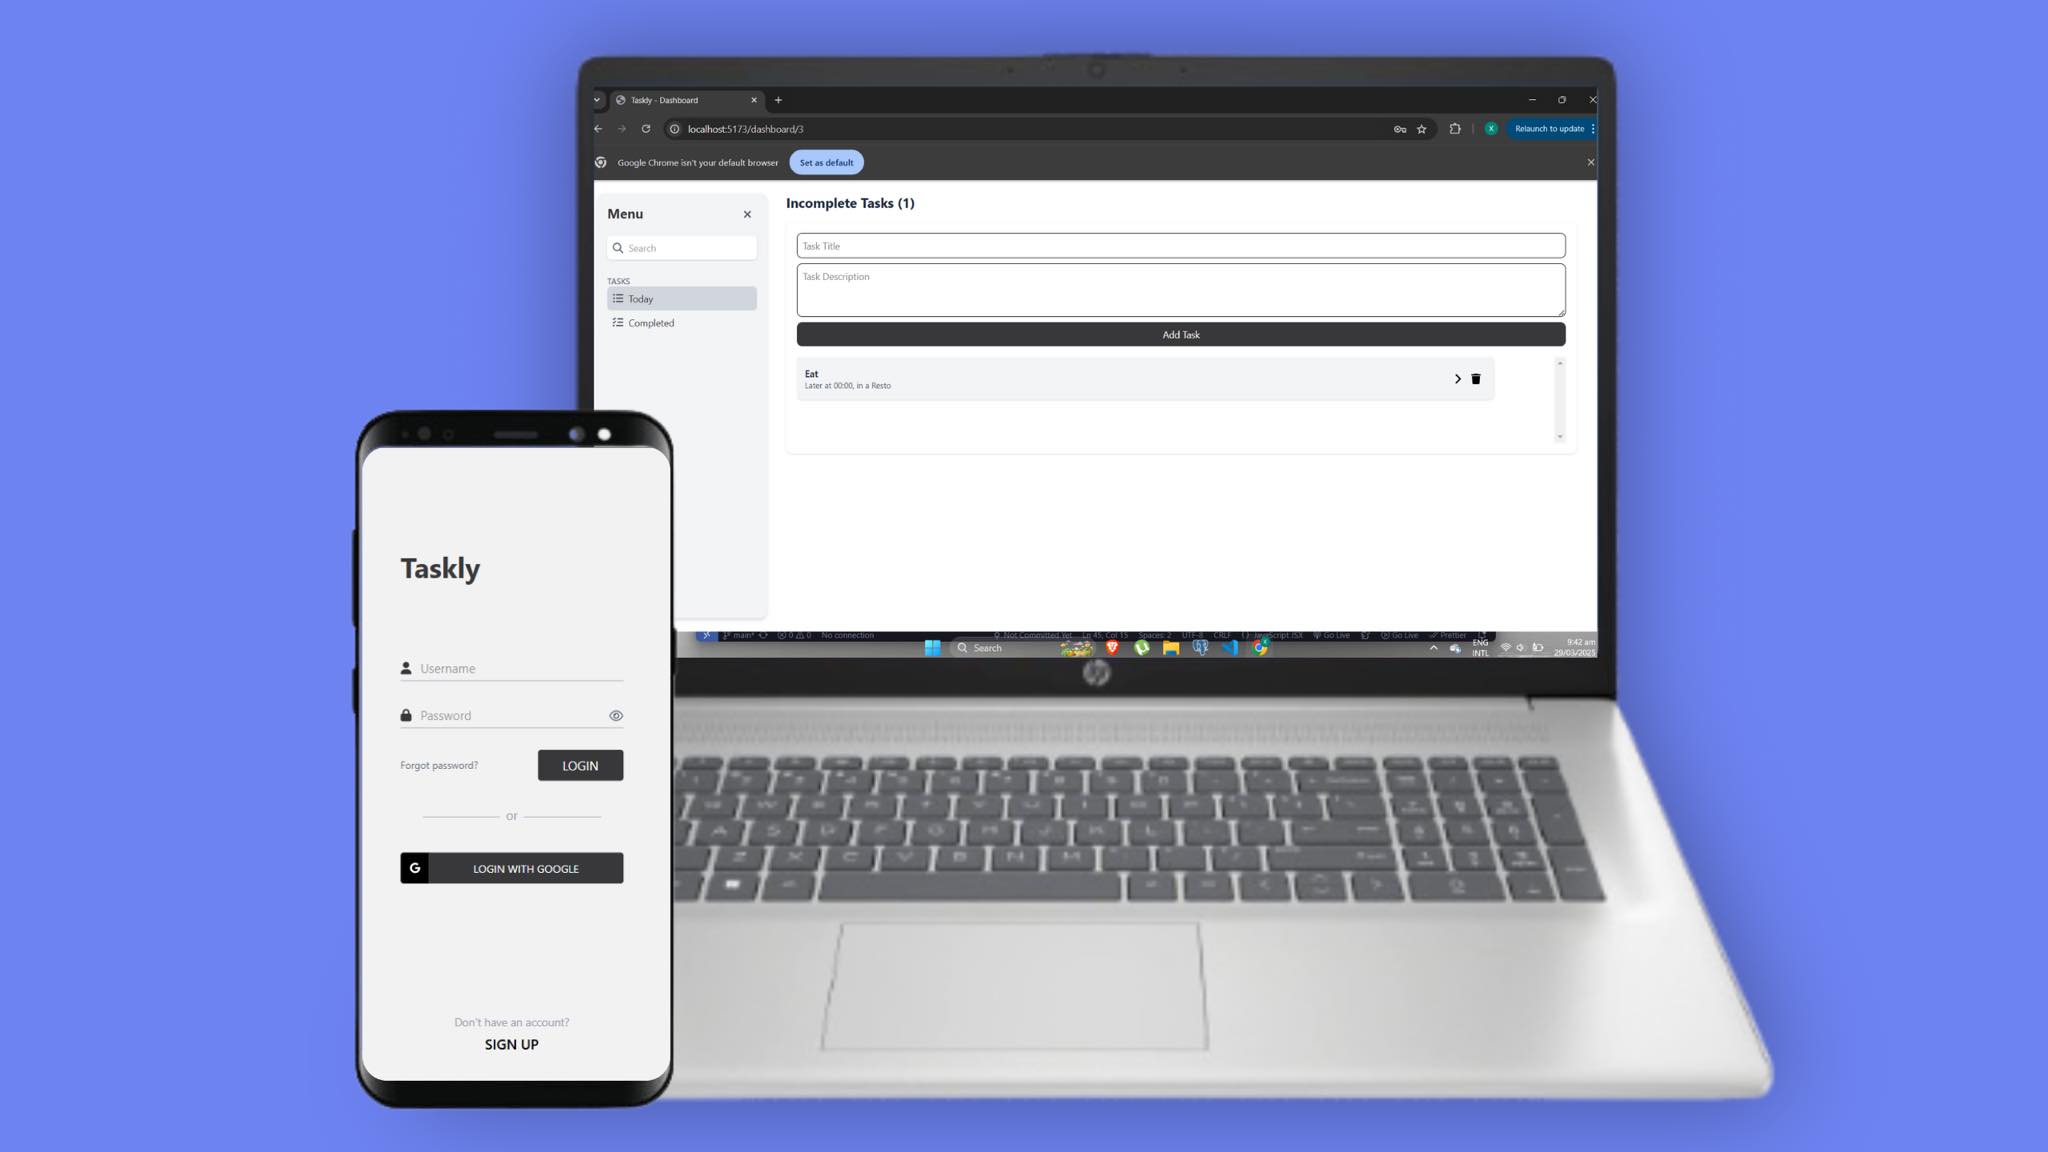 Taskly - Dashboard
localhost:5173/dashboard/3
X
Relaunch to update
Google Chrome isn't your default browser
Set as default
Menu
Search
TASKS
Today
Completed
Incomplete Tasks (1)
Task Title
Task Description
Add Task
Eat
Later at 00:00, in a Resto
main* 0 0 No connection
Not Committed Yet Ln 45, Col 15 Spaces: 2 UTF-8 CRLF JavaScript JSX Go Live Go Live Prettier
Search
ENG
INTL
9:42 am
29/03/2025
hp
Taskly
Username
Password
Forgot password?
LOGIN
or
G LOGIN WITH GOOGLE
Don't have an account?
SIGN UP